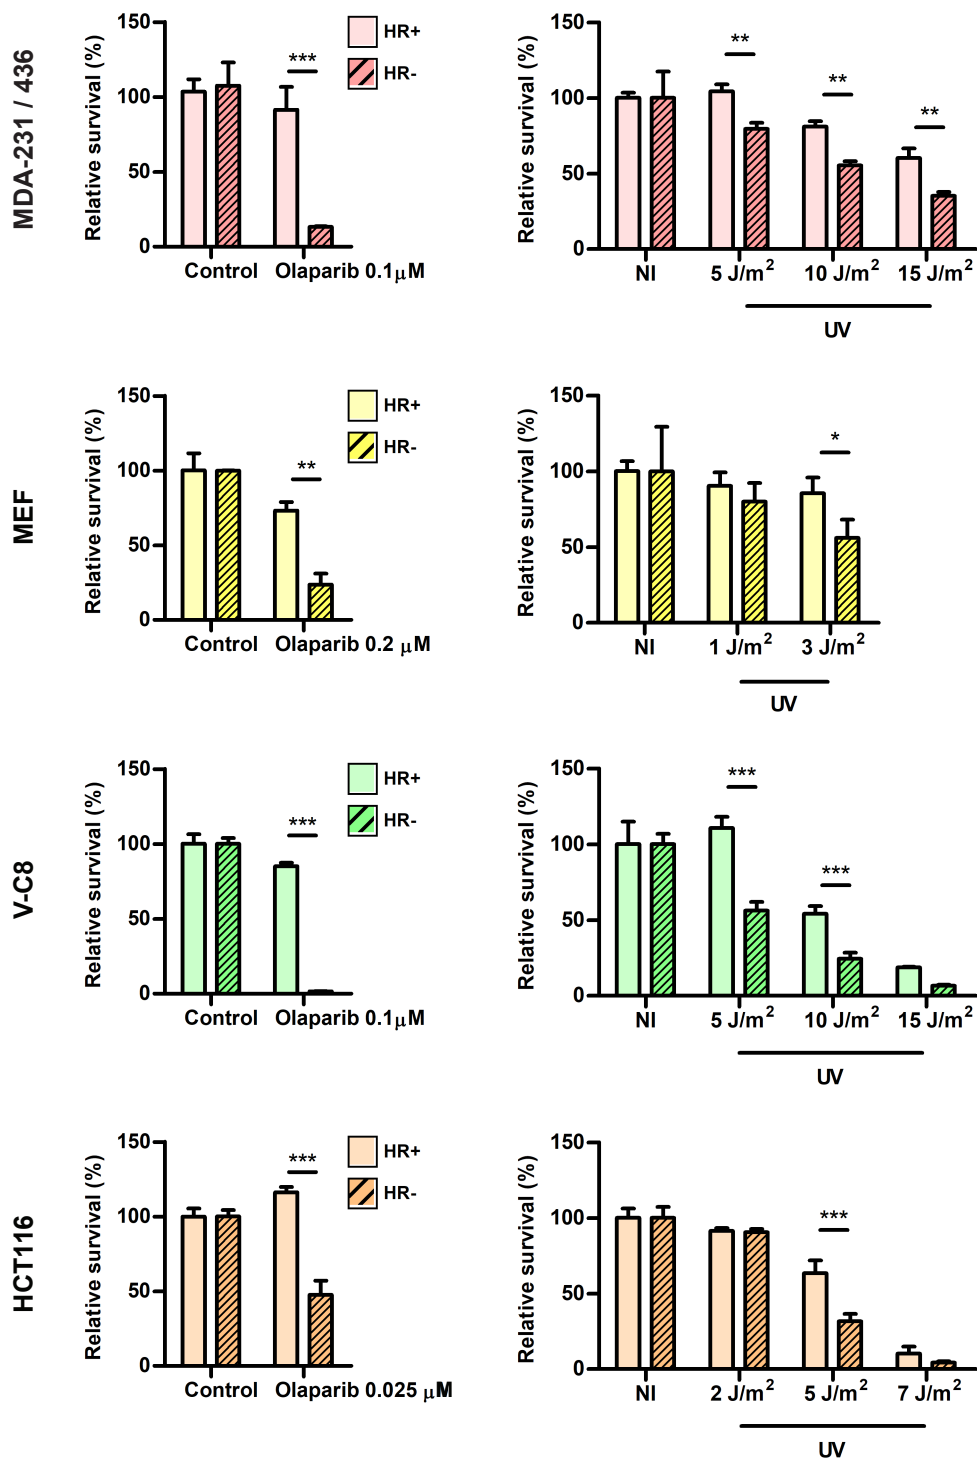 MDA-231 / 436
Relative survival (%)
150
100
50
0
***
HR+
HR-
Control
Olaparib 0.1μM
Relative survival (%)
150
100
50
0
**
**
**
NI
5 J/m²
10 J/m²
15 J/m²
UV
MEF
Relative survival (%)
150
100
50
0
**
HR+
HR-
Control
Olaparib 0.2 μM
Relative survival (%)
150
100
50
0
*
NI
1 J/m²
3 J/m²
UV
V-C8
Relative survival (%)
150
100
50
0
***
HR+
HR-
Control
Olaparib 0.1μM
Relative survival (%)
150
100
50
0
***
***
NI
5 J/m²
10 J/m²
15 J/m²
UV
HCT116
Relative survival (%)
150
100
50
0
***
HR+
HR-
Control
Olaparib 0.025 μM
Relative survival (%)
150
100
50
0
***
NI
2 J/m²
5 J/m²
7 J/m²
UV